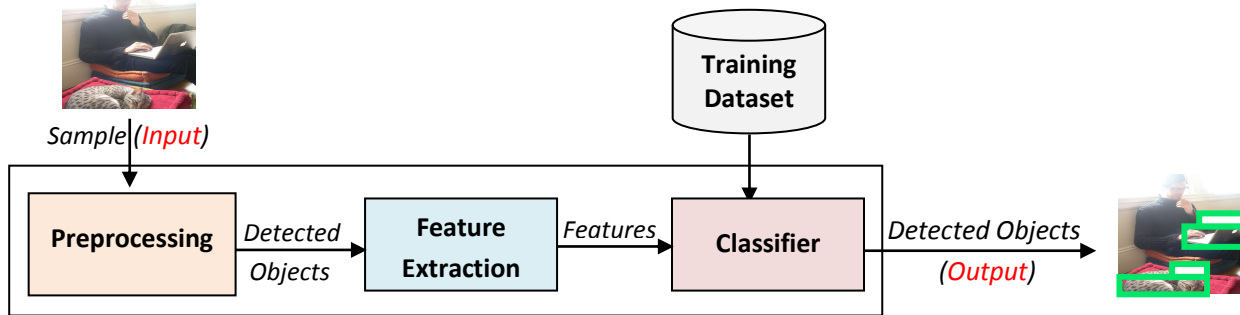 Sample (Input)
Training
Dataset
Preprocessing
Detected
Objects
Feature
Extraction
Features
Classifier
Detected Objects
(Output)